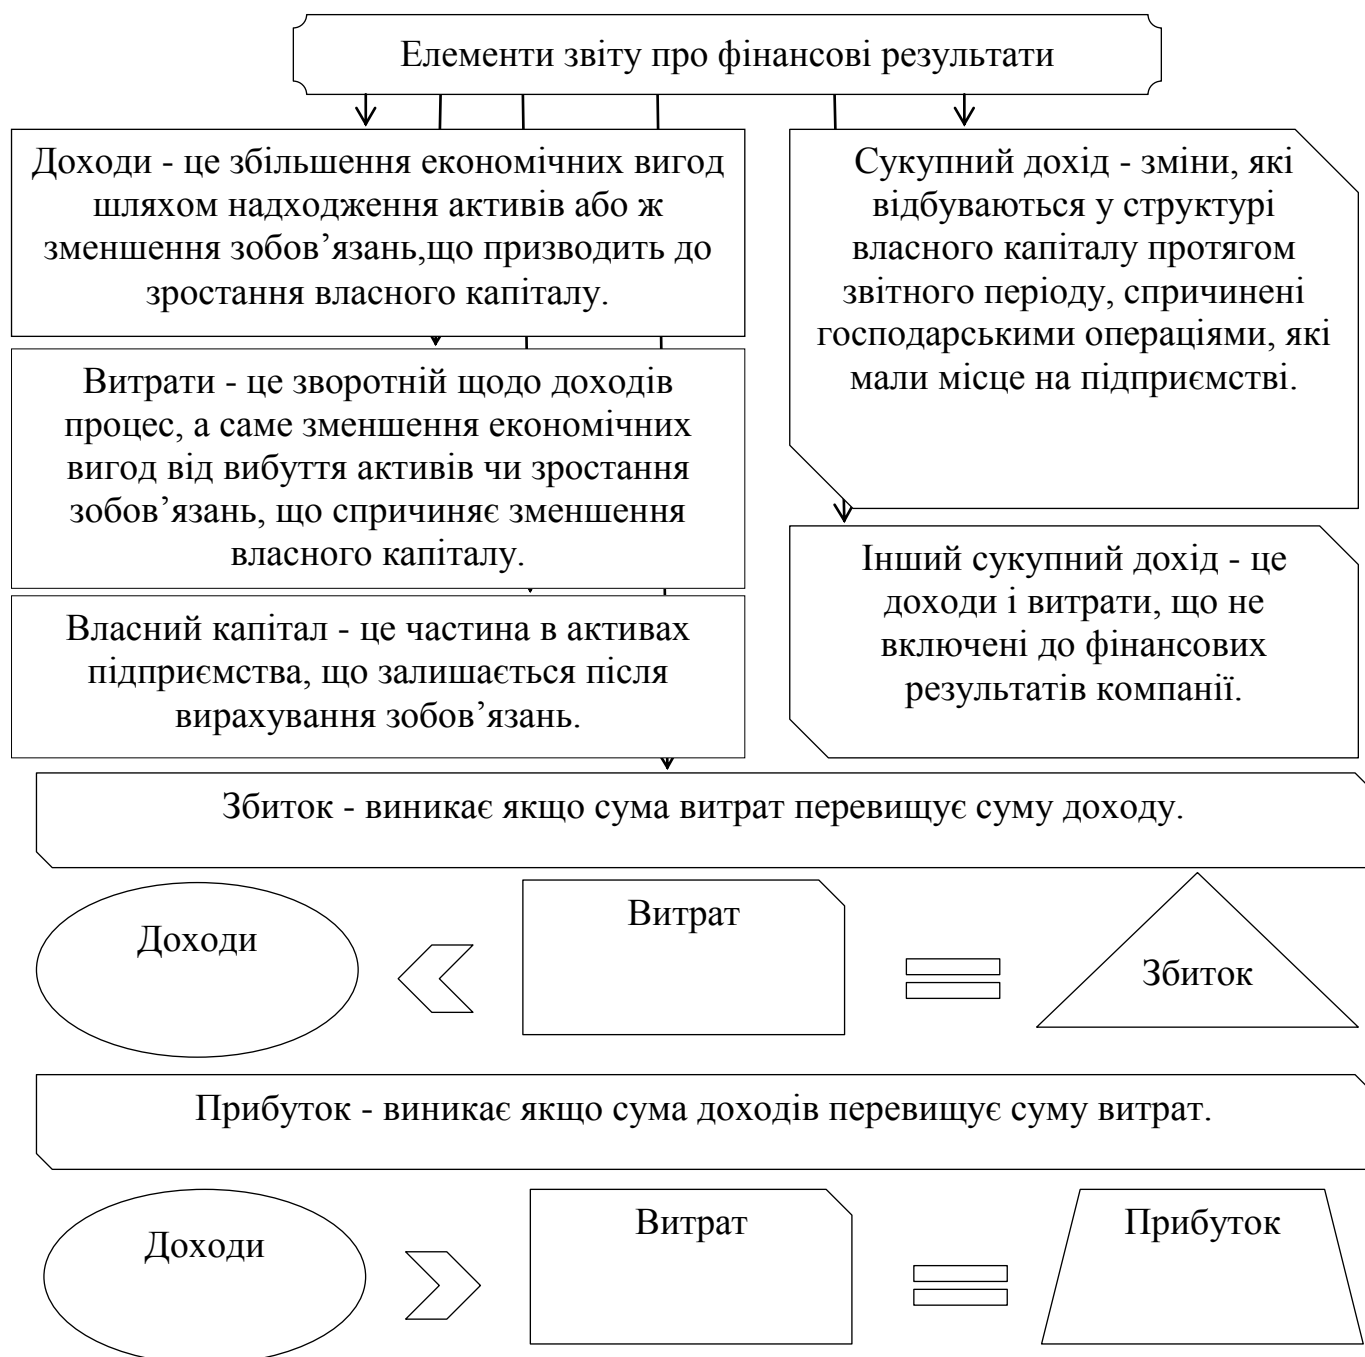 Елементи звіту про фінансові результати
Доходи - це збільшення економічних вигод
шляхом надходження активів або ж
зменшення зобов’язань,що призводить до
зростання власного капіталу.
Сукупний дохід - зміни, які
відбуваються у структурі
власного капіталу протягом
звітного періоду, спричинені
господарськими операціями, які
мали місце на підприємстві.
Витрати - це зворотній щодо доходів
процес, а саме зменшення економічних
вигод від вибуття активів чи зростання
зобов’язань, що спричиняє зменшення
власного капіталу.
Інший сукупний дохід - це
доходи і витрати, що не
включені до фінансових
результатів компанії.
Власний капітал - це частина в активах
підприємства, що залишається після
вирахування зобов’язань.
Збиток - виникає якщо сума витрат перевищує суму доходу.
Доходи
Витрат
Збиток
Прибуток - виникає якщо сума доходів перевищує суму витрат.
Доходи
Витрат
Прибуток